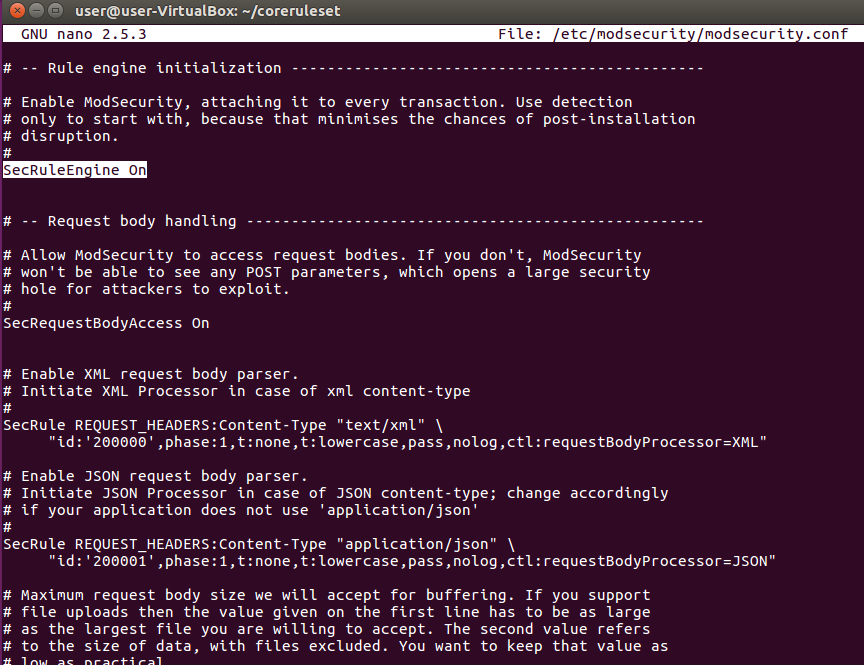 user@user-VirtualBox: ~/coreruleset
GNU nano 2.5.3 File: /etc/modsecurity/modsecurity.conf
# -- Rule engine initialization ----------------------------------------------
# Enable ModSecurity, attaching it to every transaction. Use detection
# only to start with, because that minimises the chances of post-installation
# disruption.
#
SecRuleEngine On
# -- Request body handling ---------------------------------------------------
# Allow ModSecurity to access request bodies. If you don't, ModSecurity
# won't be able to see any POST parameters, which opens a large security
# hole for attackers to exploit.
#
SecRequestBodyAccess On
# Enable XML request body parser.
# Initiate XML Processor in case of xml content-type
#
SecRule REQUEST_HEADERS:Content-Type "text/xml" \
"id:'200000',phase:1,t:none,t:lowercase,pass,nolog,ctl:requestBodyProcessor=XML"
# Enable JSON request body parser.
# Initiate JSON Processor in case of JSON content-type; change accordingly
# if your application does not use 'application/json'
#
SecRule REQUEST_HEADERS:Content-Type "application/json" \
"id:'200001',phase:1,t:none,t:lowercase,pass,nolog,ctl:requestBodyProcessor=JSON"
# Maximum request body size we will accept for buffering. If you support
# file uploads then the value given on the first line has to be as large
# as the largest file you are willing to accept. The second value refers
# to the size of data, with files excluded. You want to keep that value as
# low as practical.